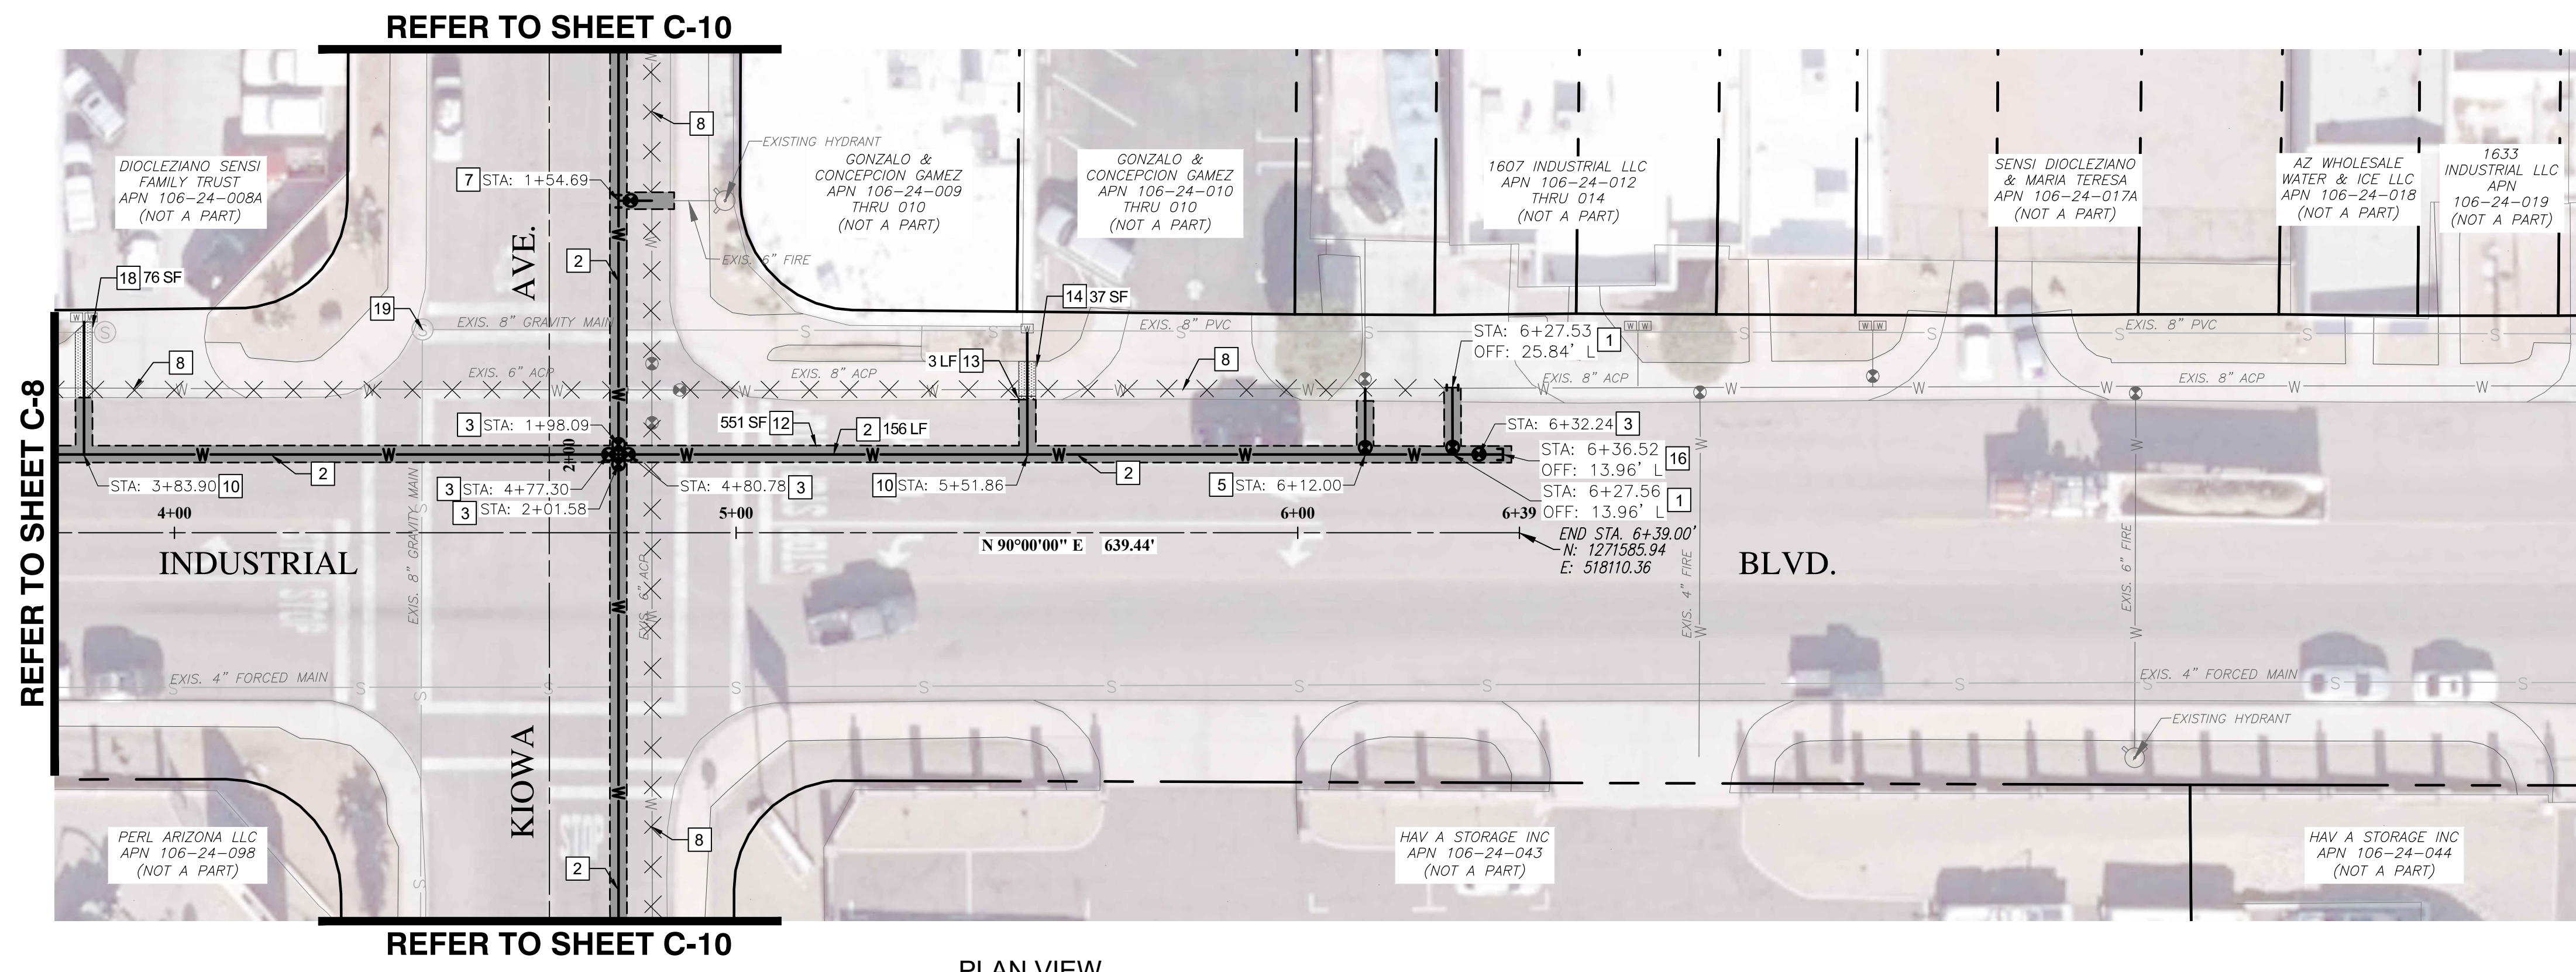 REFER TO SHEET C-10
REFER TO SHEET C-8
DIOCLEZIANO SENSI
FAMILY TRUST
APN 106-24-008A
(NOT A PART)
7 STA: 1+54.69
8
EXISTING HYDRANT
GONZALO &
CONCEPCION GAMEZ
APN 106-24-009
THRU 010
(NOT A PART)
GONZALO &
CONCEPCION GAMEZ
APN 106-24-010
THRU 010
(NOT A PART)
1607 INDUSTRIAL LLC
APN 106-24-012
THRU 014
(NOT A PART)
SENSI DIOCLEZIANO
& MARIA TERESA
APN 106-24-017A
(NOT A PART)
AZ WHOLESALE
WATER & ICE LLC
APN 106-24-018
(NOT A PART)
1633
INDUSTRIAL LLC
APN
106-24-019
(NOT A PART)
AVE.
2
EXIS. 6" FIRE
18 76 SF
19
EXIS. 8" GRAVITY MAIN
14 37 SF
EXIS. 8" PVC
STA: 6+27.53
OFF: 25.84' L
1
EXIS. 8" PVC
8
EXIS. 6" ACP
EXIS. 8" ACP
3 LF 13
8
EXIS. 8" ACP
EXIS. 8" ACP
3 STA: 1+98.09
551 SF 12
2 156 LF
STA: 6+32.24 3
2+00
STA: 6+36.52
OFF: 13.96' L
16
STA: 3+83.90 10
2
3 STA: 4+77.30
STA: 4+80.78 3
10 STA: 5+51.86
2
5 STA: 6+12.00
STA: 6+27.56
OFF: 13.96' L
1
3 STA: 2+01.58
4+00
5+00
6+00
6+39
EXIS. 8" GRAVITY MAIN
N 90°00'00" E 639.44'
END STA. 6+39.00'
N: 1271585.94
E: 518110.36
INDUSTRIAL
BLVD.
EXIS. 6" ACP
EXIS. 4" FIRE
EXIS. 6" FIRE
STOP
STOP
EXIS. 4" FORCED MAIN
EXIS. 4" FORCED MAIN
EXISTING HYDRANT
KIOWA
STOP
8
2
PERL ARIZONA LLC
APN 106-24-098
(NOT A PART)
HAV A STORAGE INC
APN 106-24-043
(NOT A PART)
HAV A STORAGE INC
APN 106-24-044
(NOT A PART)
REFER TO SHEET C-10
PLAN VIEW